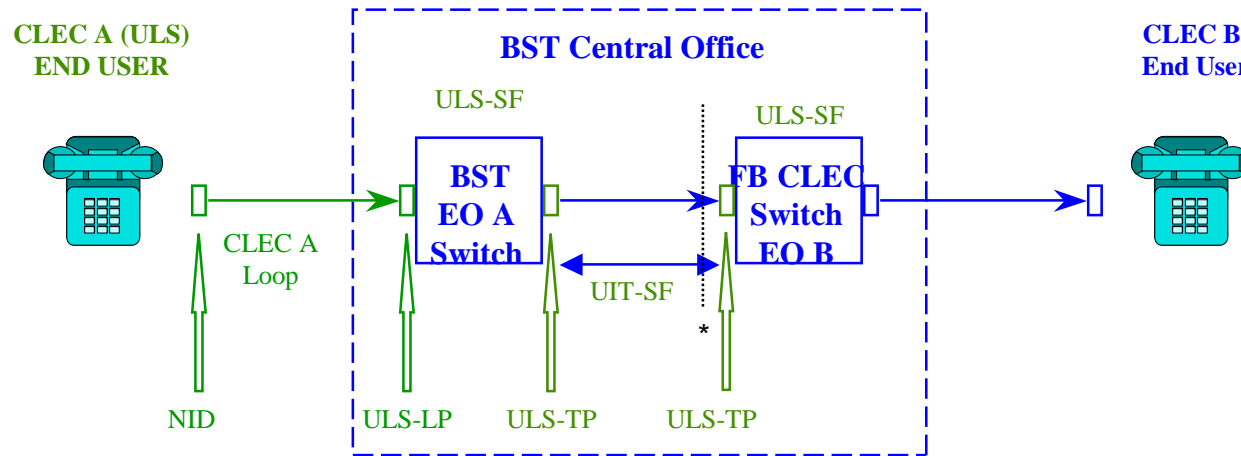 CLEC A (ULS)
END USER
BST Central Office
CLEC B
End User
ULS-SF
ULS-SF
BST
EO A
Switch
FB CLEC
Switch
EO B
CLEC A
Loop
UIT-SF
*
NID
ULS-LP
ULS-TP
ULS-TP